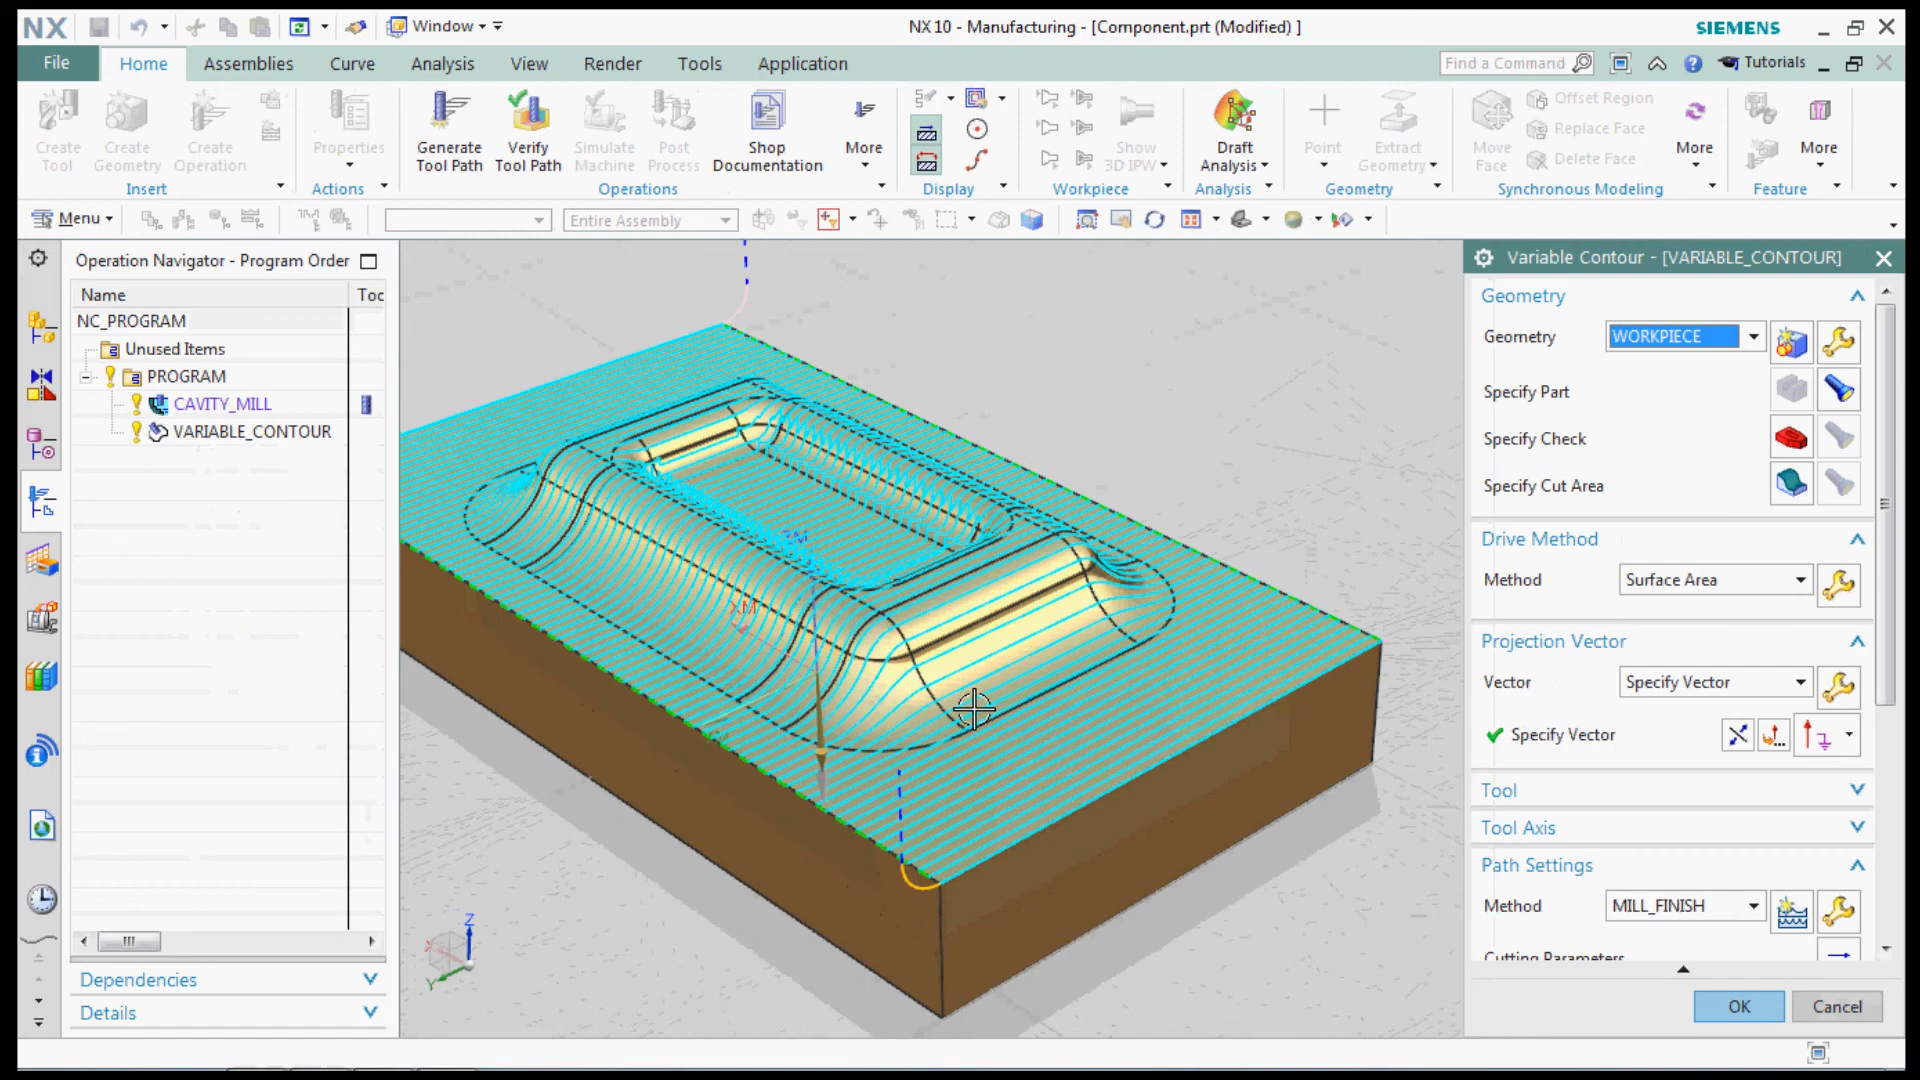 NX
Window
NX 10 - Manufacturing - [Component.prt (Modified) ]
SIEMENS
File
Home
Assemblies
Curve
Analysis
View
Render
Tools
Application
Find a Command
Tutorials
Create Tool
Create Geometry
Create Operation
Properties
Generate Tool Path
Verify Tool Path
Simulate Machine
Post Process
Shop Documentation
More
Show 3D IPW
Draft Analysis
Point
Extract Geometry
Move Face
Offset Region
Replace Face
Delete Face
More
More
Insert
Actions
Operations
Display
Workpiece
Analysis
Geometry
Synchronous Modeling
Feature
Menu
Entire Assembly
Operation Navigator - Program Order
Name
Toc
NC_PROGRAM
Unused Items
PROGRAM
CAVITY_MILL
VARIABLE_CONTOUR
Dependencies
Details
XM
Z
Y
Variable Contour - [VARIABLE_CONTOUR]
Geometry
Geometry
WORKPIECE
Specify Part
Specify Check
Specify Cut Area
Drive Method
Method
Surface Area
Projection Vector
Vector
Specify Vector
Specify Vector
Tool
Tool Axis
Path Settings
Method
MILL_FINISH
Cutting Parameters
OK
Cancel